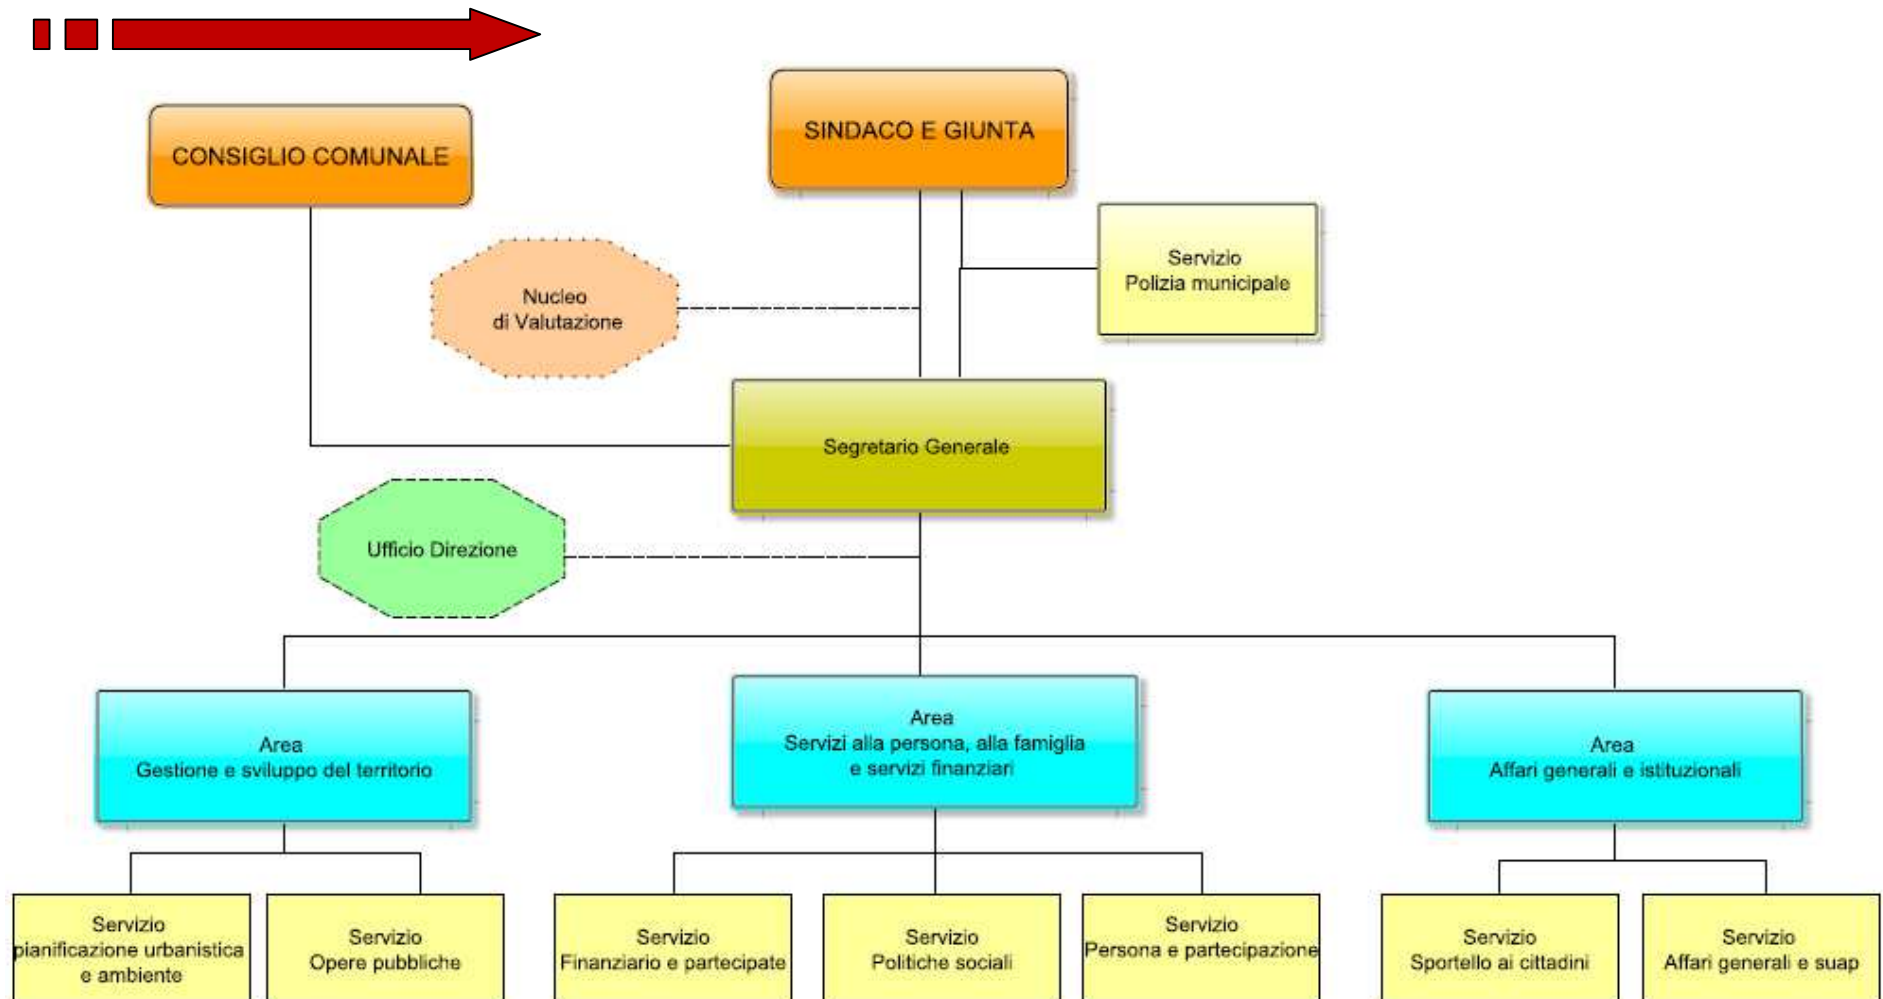 CONSIGLIO COMUNALE
SINDACO E GIUNTA
Servizio
Polizia municipale
Nucleo
di Valutazione
Segretario Generale
Ufficio Direzione
Area
Gestione e sviluppo del territorio
Area
Servizi alla persona, alla famiglia
e servizi finanziari
Area
Affari generali e istituzionali
Servizio
pianificazione urbanistica
e ambiente
Servizio
Opere pubbliche
Servizio
Finanziario e partecipate
Servizio
Politiche sociali
Servizio
Persona e partecipazione
Servizio
Sportello ai cittadini
Servizio
Affari generali e suap